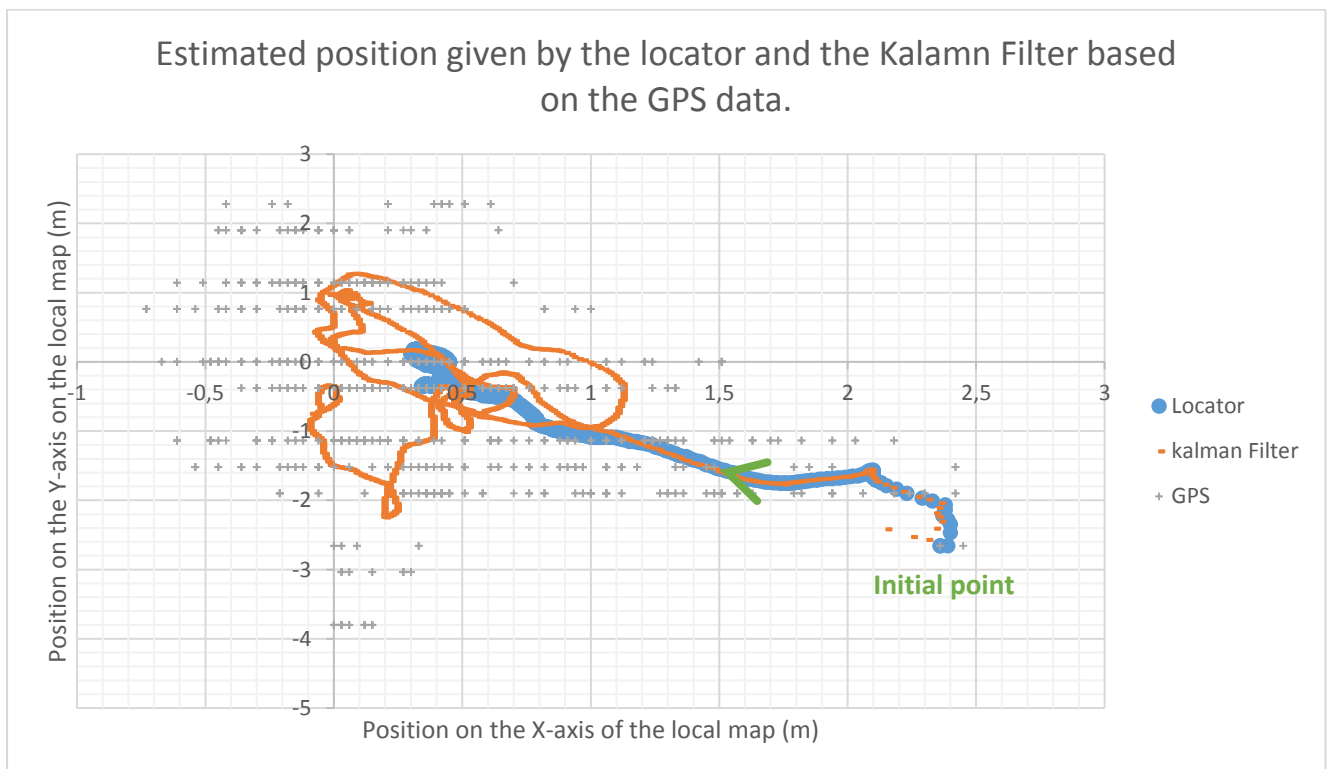 Estimated position given by the locator and the Kalamn Filter based
on the GPS data.
Position on the Y-axis on the local map (m)
3
2
1
0
-1
-2
-3
-4
-5
-1
-0,5
0
0,5
1
1,5
2
2,5
3
Position on the X-axis of the local map (m)
Initial point
Locator
kalman Filter
GPS